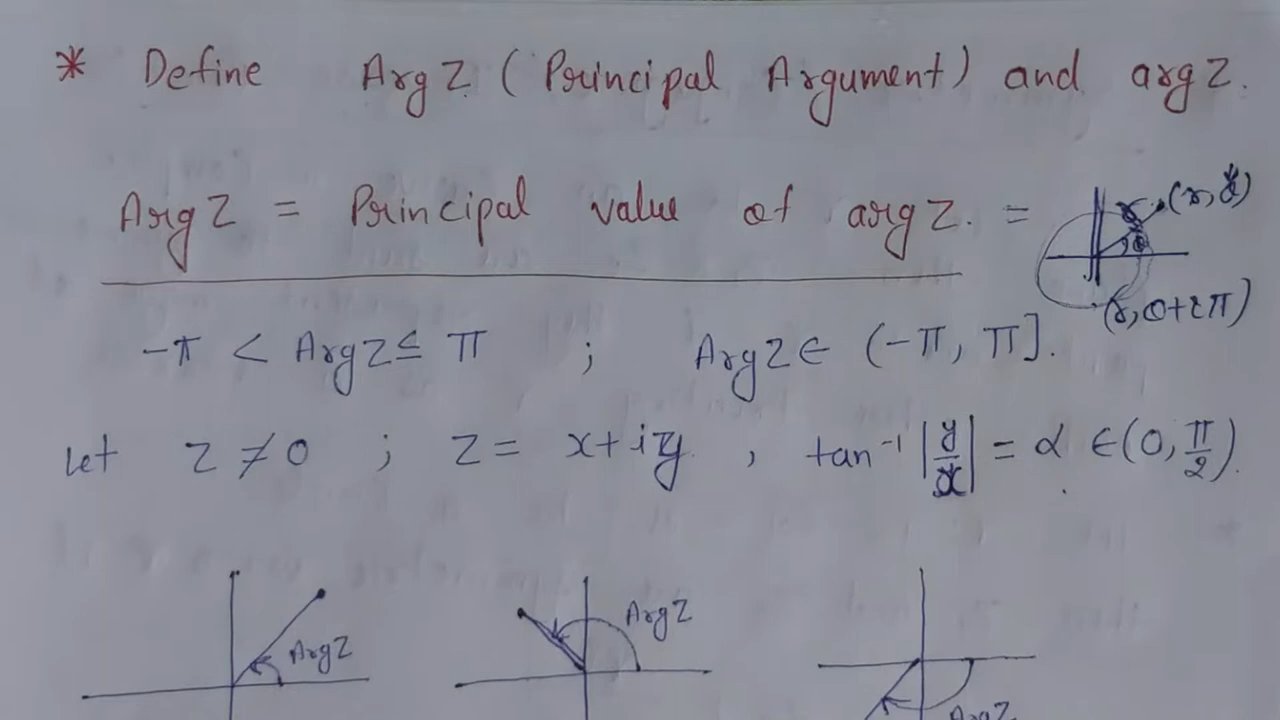 * Define Arg Z (Principal Argument) and arg z.
Arg Z = Principal value of arg z. =
(r, θ+2π)
-π < Arg Z ≤ π ; Arg Z ∈ (-π, π].
Let Z ≠ 0 ; Z = x+iy , tan⁻¹ |y/x| = α ∈ (0, π/2).
Arg Z
Arg Z
Arg Z